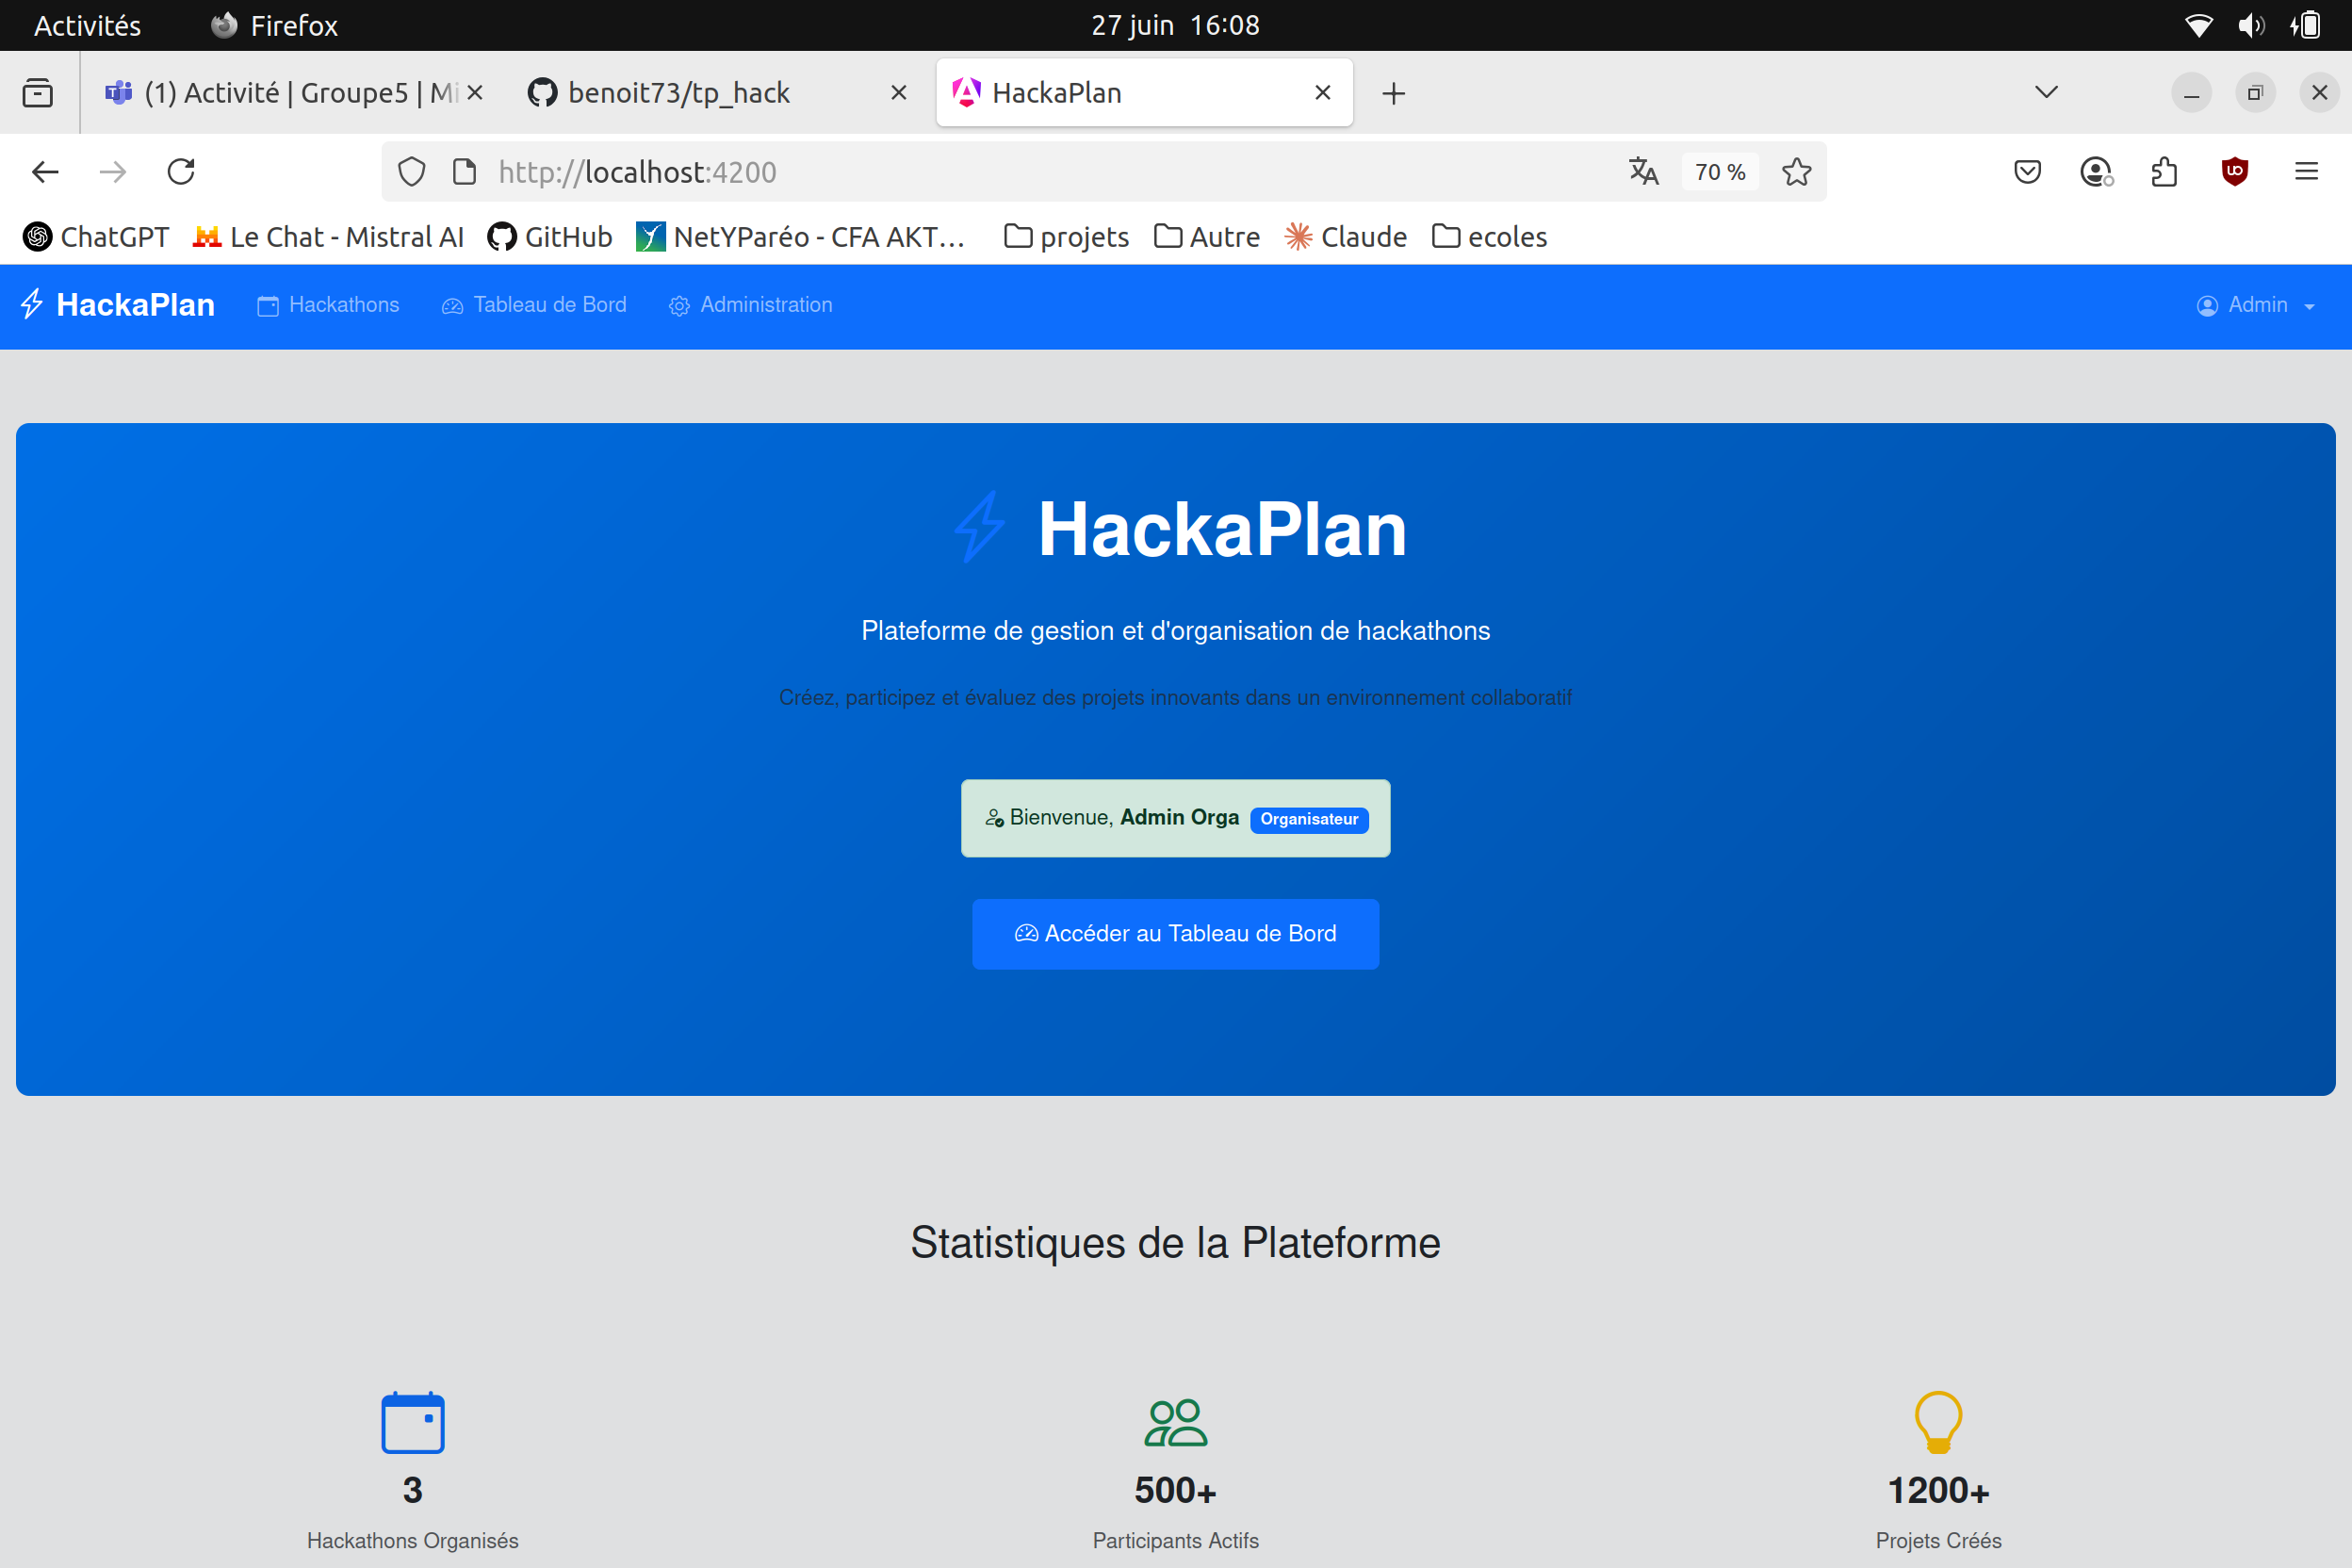 Activités Firefox 27 juin 16:08
(1) Activité | Groupe5 | Mi benoit73/tp_hack HackaPlan
http://localhost:4200 70 %
ChatGPT Le Chat - Mistral AI GitHub NetYParéo - CFA AKT… projets Autre Claude ecoles
HackaPlan Hackathons Tableau de Bord Administration Admin
HackaPlan
Plateforme de gestion et d'organisation de hackathons
Créez, participez et évaluez des projets innovants dans un environnement collaboratif
Bienvenue, Admin Orga Organisateur
Accéder au Tableau de Bord
Statistiques de la Plateforme
3 500+ 1200+
Hackathons Organisés Participants Actifs Projets Créés